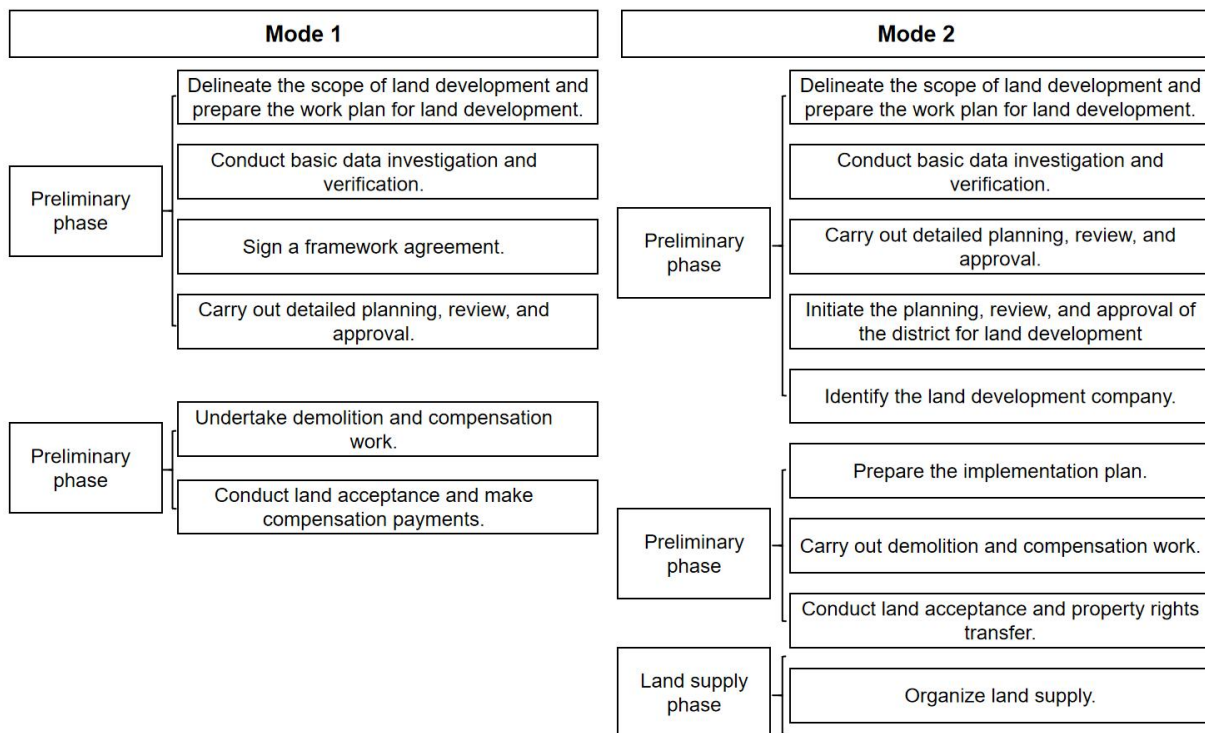 Mode 1
Preliminary
phase
Delineate the scope of land development and
prepare the work plan for land development.
Conduct basic data investigation and
verification.
Sign a framework agreement.
Carry out detailed planning, review, and
approval.
Preliminary
phase
Undertake demolition and compensation
work.
Conduct land acceptance and make
compensation payments.
Mode 2
Preliminary
phase
Delineate the scope of land development and
prepare the work plan for land development.
Conduct basic data investigation and
verification.
Carry out detailed planning, review, and
approval.
Initiate the planning, review, and approval of
the district for land development
Identify the land development company.
Preliminary
phase
Prepare the implementation plan.
Carry out demolition and compensation work.
Conduct land acceptance and property rights
transfer.
Land supply
phase
Organize land supply.